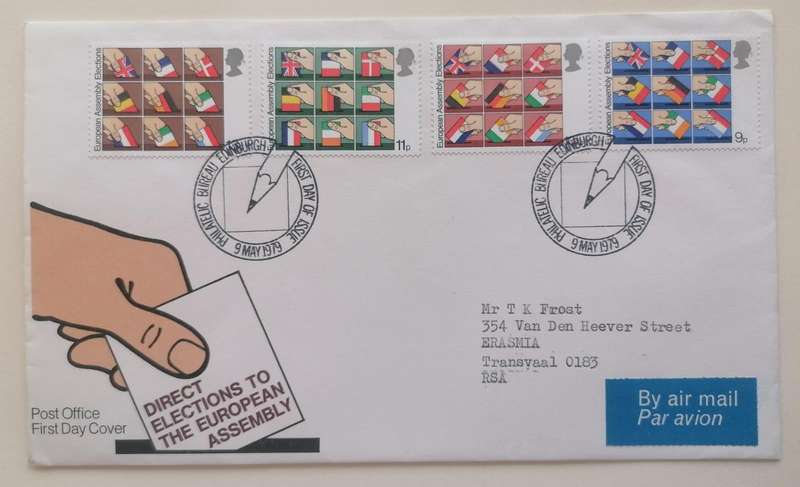 European Assembly Elections
European Assembly Elections
11p
European Assembly Elections
European Assembly Elections
9p
PHILATELIC BUREAU EDINBURGH
FIRST DAY OF ISSUE
9 MAY 1979
PHILATELIC BUREAU EDINBURGH
FIRST DAY OF ISSUE
9 MAY 1979
Mr T K Frost
354 Van Den Heever Street
ERASMIA
Transvaal 0183
RSA
By air mail
Par avion
DIRECT
ELECTIONS TO
THE EUROPEAN
ASSEMBLY
Post Office
First Day Cover